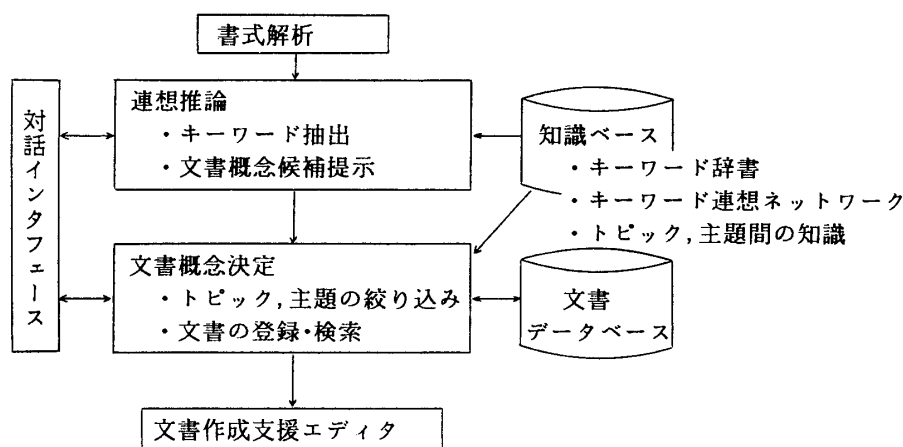 書式解析
対話インタフェース
連想推論
・キーワード抽出
・文書概念候補提示
知識ベース
・キーワード辞書
・キーワード連想ネットワーク
・トピック,主題間の知識
文書概念決定
・トピック,主題の絞り込み
・文書の登録・検索
文書
データベース
文書作成支援エディタ